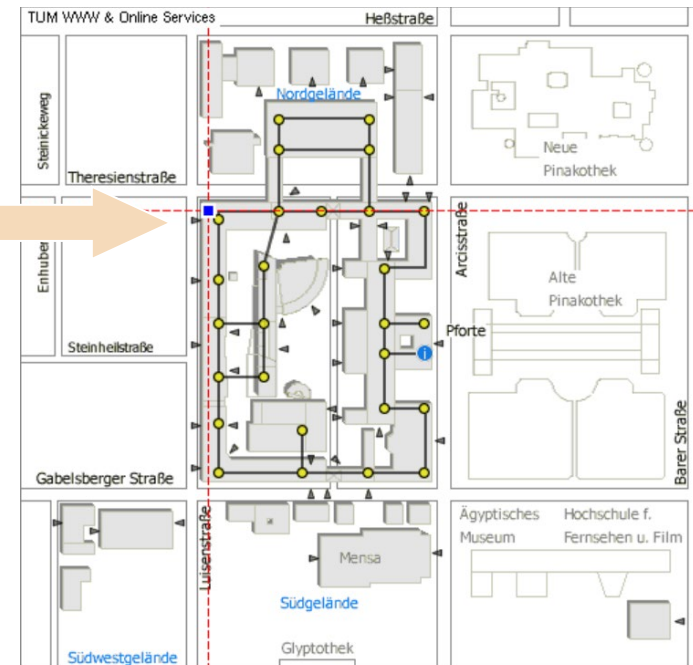 TUM WWW & Online Services
Heßstraße
Nordgelände
Steinickeweg
Theresienstraße
Neue
Pinakothek
Arcisstraße
Enhuber
Alte
Pinakothek
Pforte
i
Steinheilstraße
Barer Straße
Gabelsberger Straße
Luisenstraße
Ägyptisches
Museum
Hochschule f.
Fernsehen u. Film
Mensa
Südgelände
Glyptothek
Südwestgelände